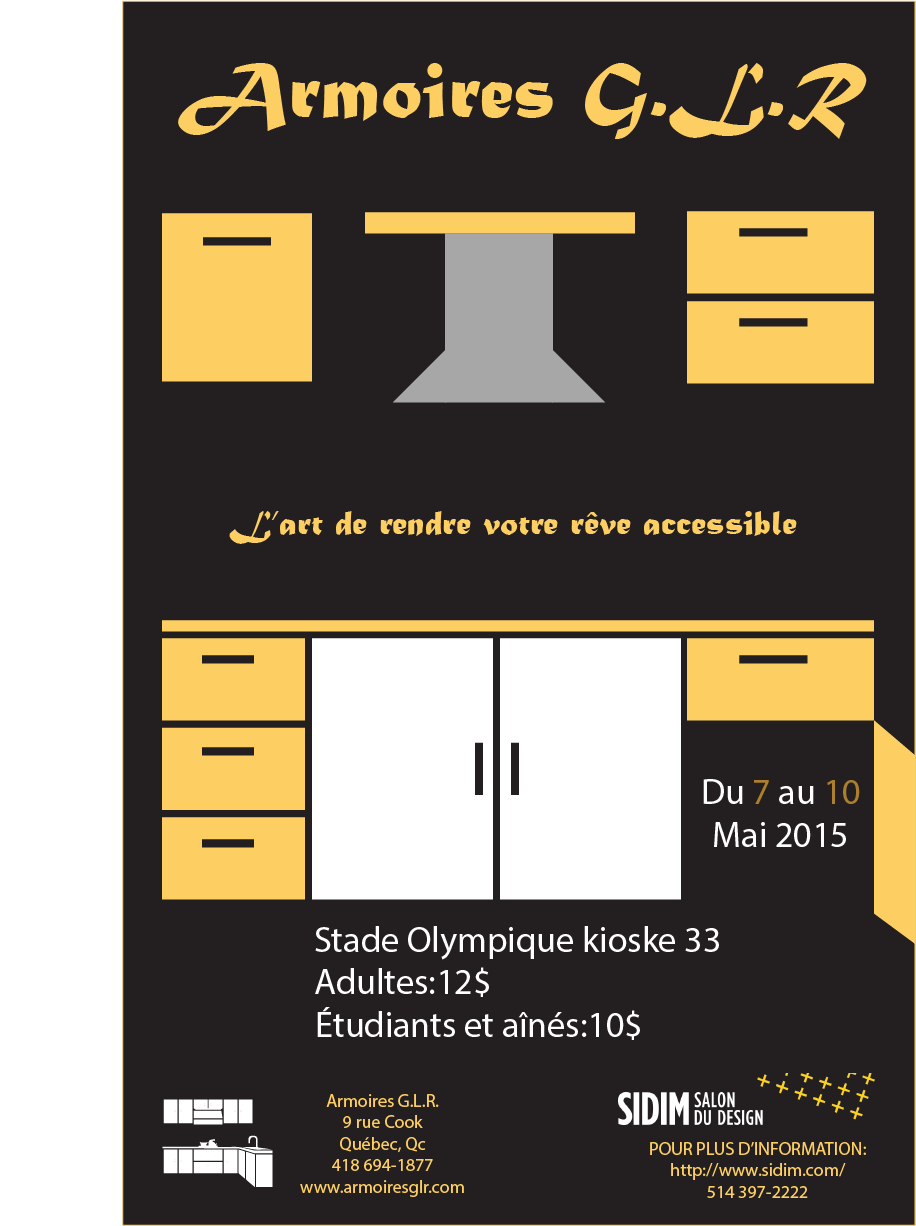 Armoires G.L.R
L'art de rendre votre rêve accessible
Du 7 au 10
Mai 2015
Stade Olympique kioske 33
Adultes:12$
Étudiants et aînés:10$
Armoires G.L.R.
9 rue Cook
Québec, Qc
418 694-1877
www.armoiresglr.com
SIDIM SALON
DU DESIGN
POUR PLUS D'INFORMATION:
http://www.sidim.com/
514 397-2222